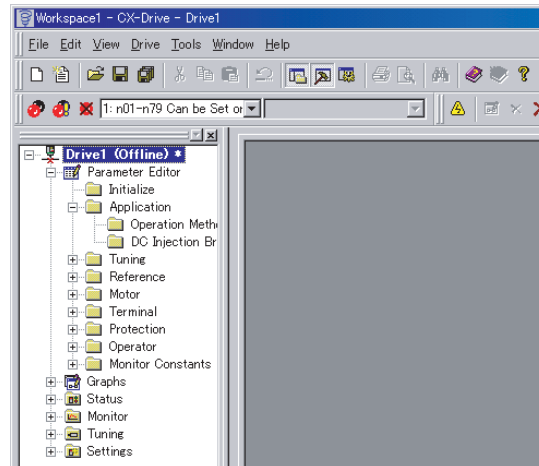 Workspace1 - CX-Drive - Drive1
File Edit View Drive Tools Window Help
1: n01-n79 Can be Set or
Drive1 (Offline) *
Parameter Editor
Initialize
Application
Operation Meth
DC Injection Br
Tuning
Reference
Motor
Terminal
Protection
Operator
Monitor Constants
Graphs
Status
Monitor
Tuning
Settings